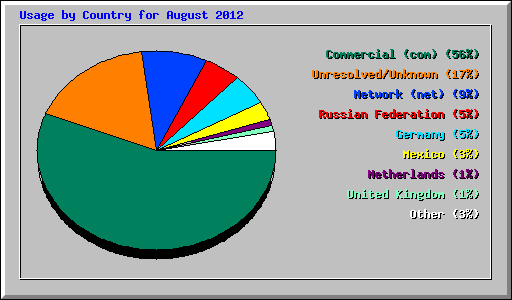 Usage by Country for August 2012
Commercial (com) (56%)
Unresolved/Unknown (17%)
Network (net) (9%)
Russian Federation (5%)
Germany (5%)
Mexico (3%)
Netherlands (1%)
United Kingdom (1%)
Other (3%)